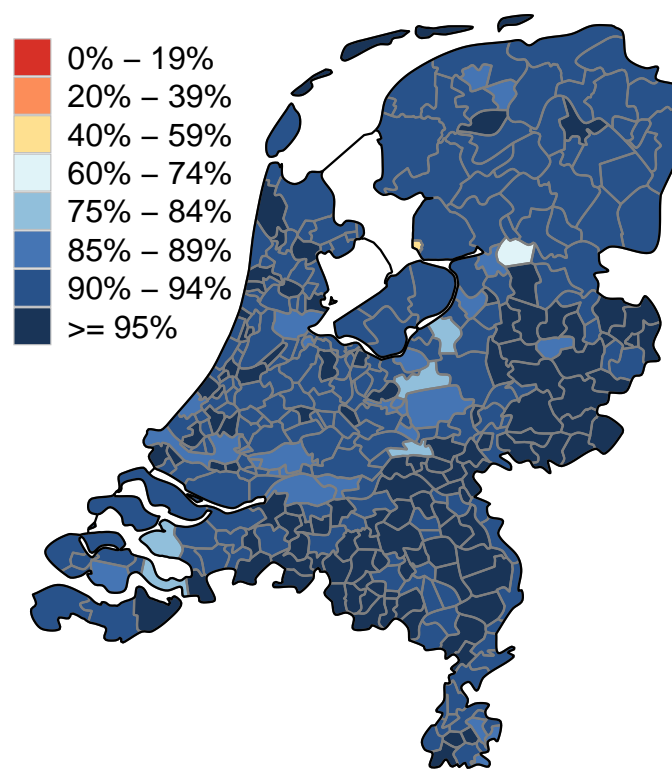 0% – 19%
20% – 39%
40% – 59%
60% – 74%
75% – 84%
85% – 89%
90% – 94%
>= 95%